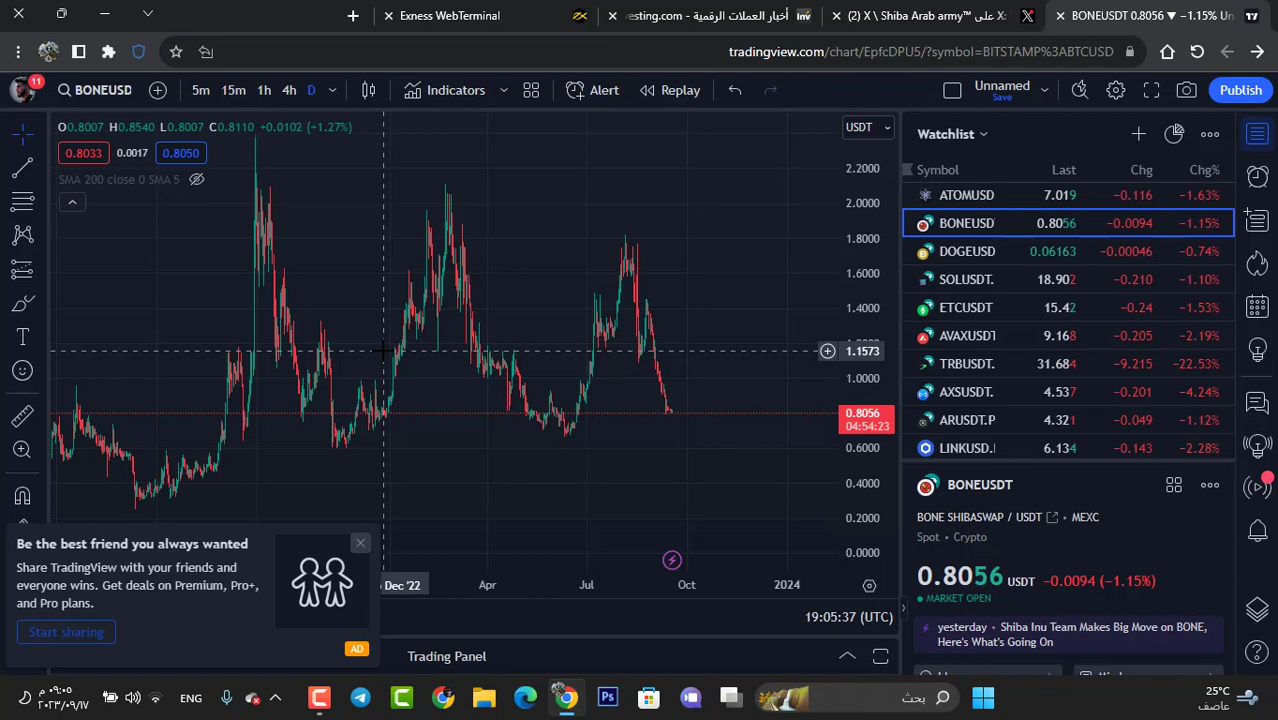 Exness WebTerminal
vesting.com - أخبار العملات الرقمية
(2) X \ Shiba Arab army™ على X:
BONEUSDT 0.8056 ▼ −1.15% Un
tradingview.com/chart/EpfcDPU5/?symbol=BITSTAMP%3ABTCUSD
11
BONEUSD
5m 15m 1h 4h D
Indicators
Alert
Replay
Unnamed
Save
Publish
O0.8007 H0.8540 L0.8007 C0.8110 +0.0102 (+1.27%)
0.8033 0.0017 0.8050
SMA 200 close 0 SMA 5
USDT
2.2000
2.0000
1.8000
1.6000
1.4000
1.1573
1.0000
0.8056
04:54:23
0.6000
0.4000
0.2000
0.0000
Dec '22 Apr Jul Oct 2024
19:05:37 (UTC)
Trading Panel
Be the best friend you always wanted
Share TradingView with your friends and
everyone wins. Get deals on Premium, Pro+,
and Pro plans.
Start sharing
AD
Watchlist
Symbol Last Chg Chg%
ATOMUSD 7.019 −0.116 −1.63%
BONEUSD 0.8056 −0.0094 −1.15%
DOGEUSD 0.06163 −0.00046 −0.74%
SOLUSDT. 18.902 −0.210 −1.10%
ETCUSDT 15.42 −0.24 −1.53%
AVAXUSDT 9.168 −0.205 −2.19%
TRBUSDT. 31.684 −9.215 −22.53%
AXSUSDT. 4.537 −0.201 −4.24%
ARUSDT.P 4.321 −0.049 −1.12%
LINKUSD.I 6.134 −0.143 −2.28%
BONEUSDT
BONE SHIBASWAP / USDT • MEXC
Spot • Crypto
0.8056 USDT −0.0094 (−1.15%)
MARKET OPEN
yesterday • Shiba Inu Team Makes Big Move on BONE,
Here's What's Going On
م ٠٩:٠٥
٢٠٢٣/٠٩/١٧
ENG
Ps
بحث
25°C
عاصف